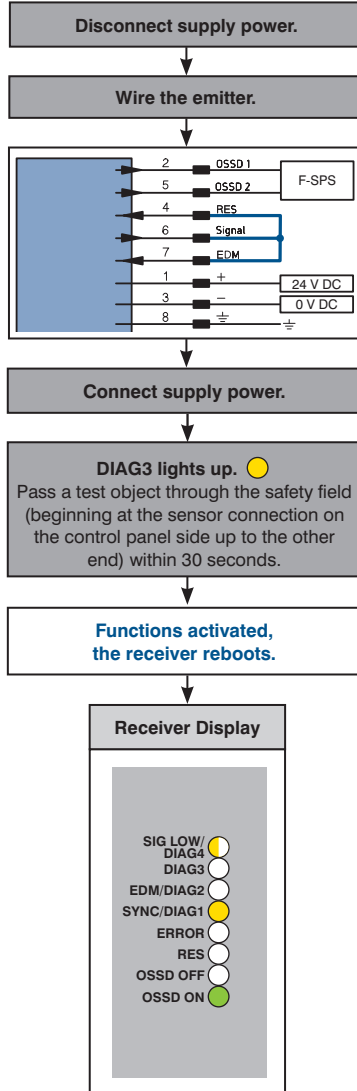 Disconnect supply power.
Wire the emitter.
2 OSSD 1
F-SPS
5 OSSD 2
4 RES
6 Signal
7 EDM
1 + 24 V DC
3 – 0 V DC
8
Connect supply power.
DIAG3 lights up.
Pass a test object through the safety field
(beginning at the sensor connection on
the control panel side up to the other
end) within 30 seconds.
Functions activated,
the receiver reboots.
Receiver Display
SIG LOW/
DIAG4
DIAG3
EDM/DIAG2
SYNC/DIAG1
ERROR
RES
OSSD OFF
OSSD ON